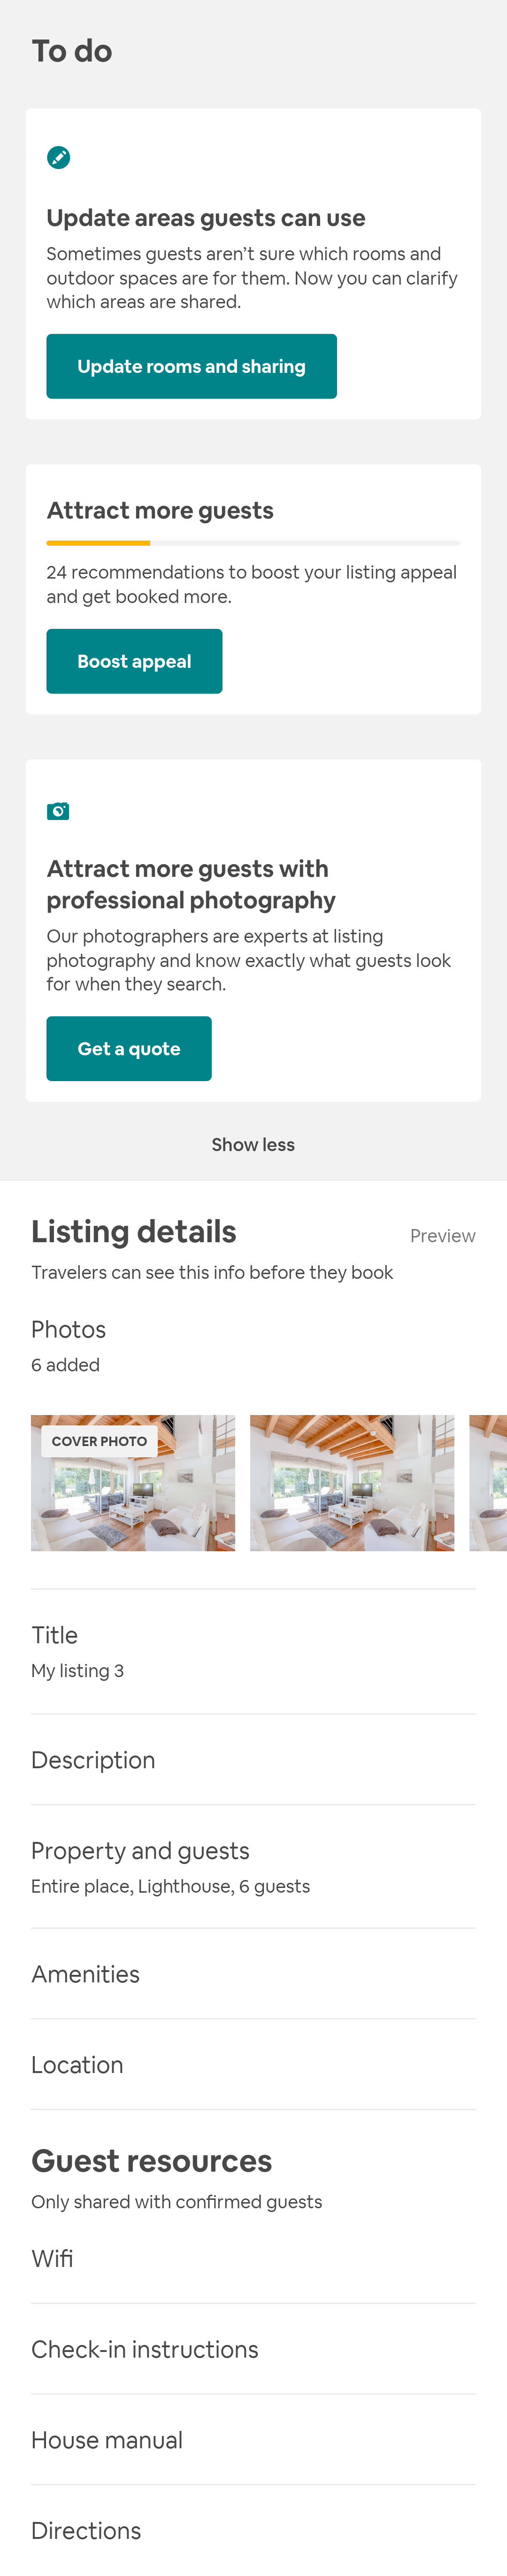 To do
Update areas guests can use
Sometimes guests aren’t sure which rooms and
outdoor spaces are for them. Now you can clarify
which areas are shared.
Update rooms and sharing
Attract more guests
24 recommendations to boost your listing appeal
and get booked more.
Boost appeal
Attract more guests with
professional photography
Our photographers are experts at listing
photography and know exactly what guests look
for when they search.
Get a quote
Show less
Listing details
Preview
Travelers can see this info before they book
Photos
6 added
COVER PHOTO
Title
My listing 3
Description
Property and guests
Entire place, Lighthouse, 6 guests
Amenities
Location
Guest resources
Only shared with confirmed guests
Wifi
Check-in instructions
House manual
Directions